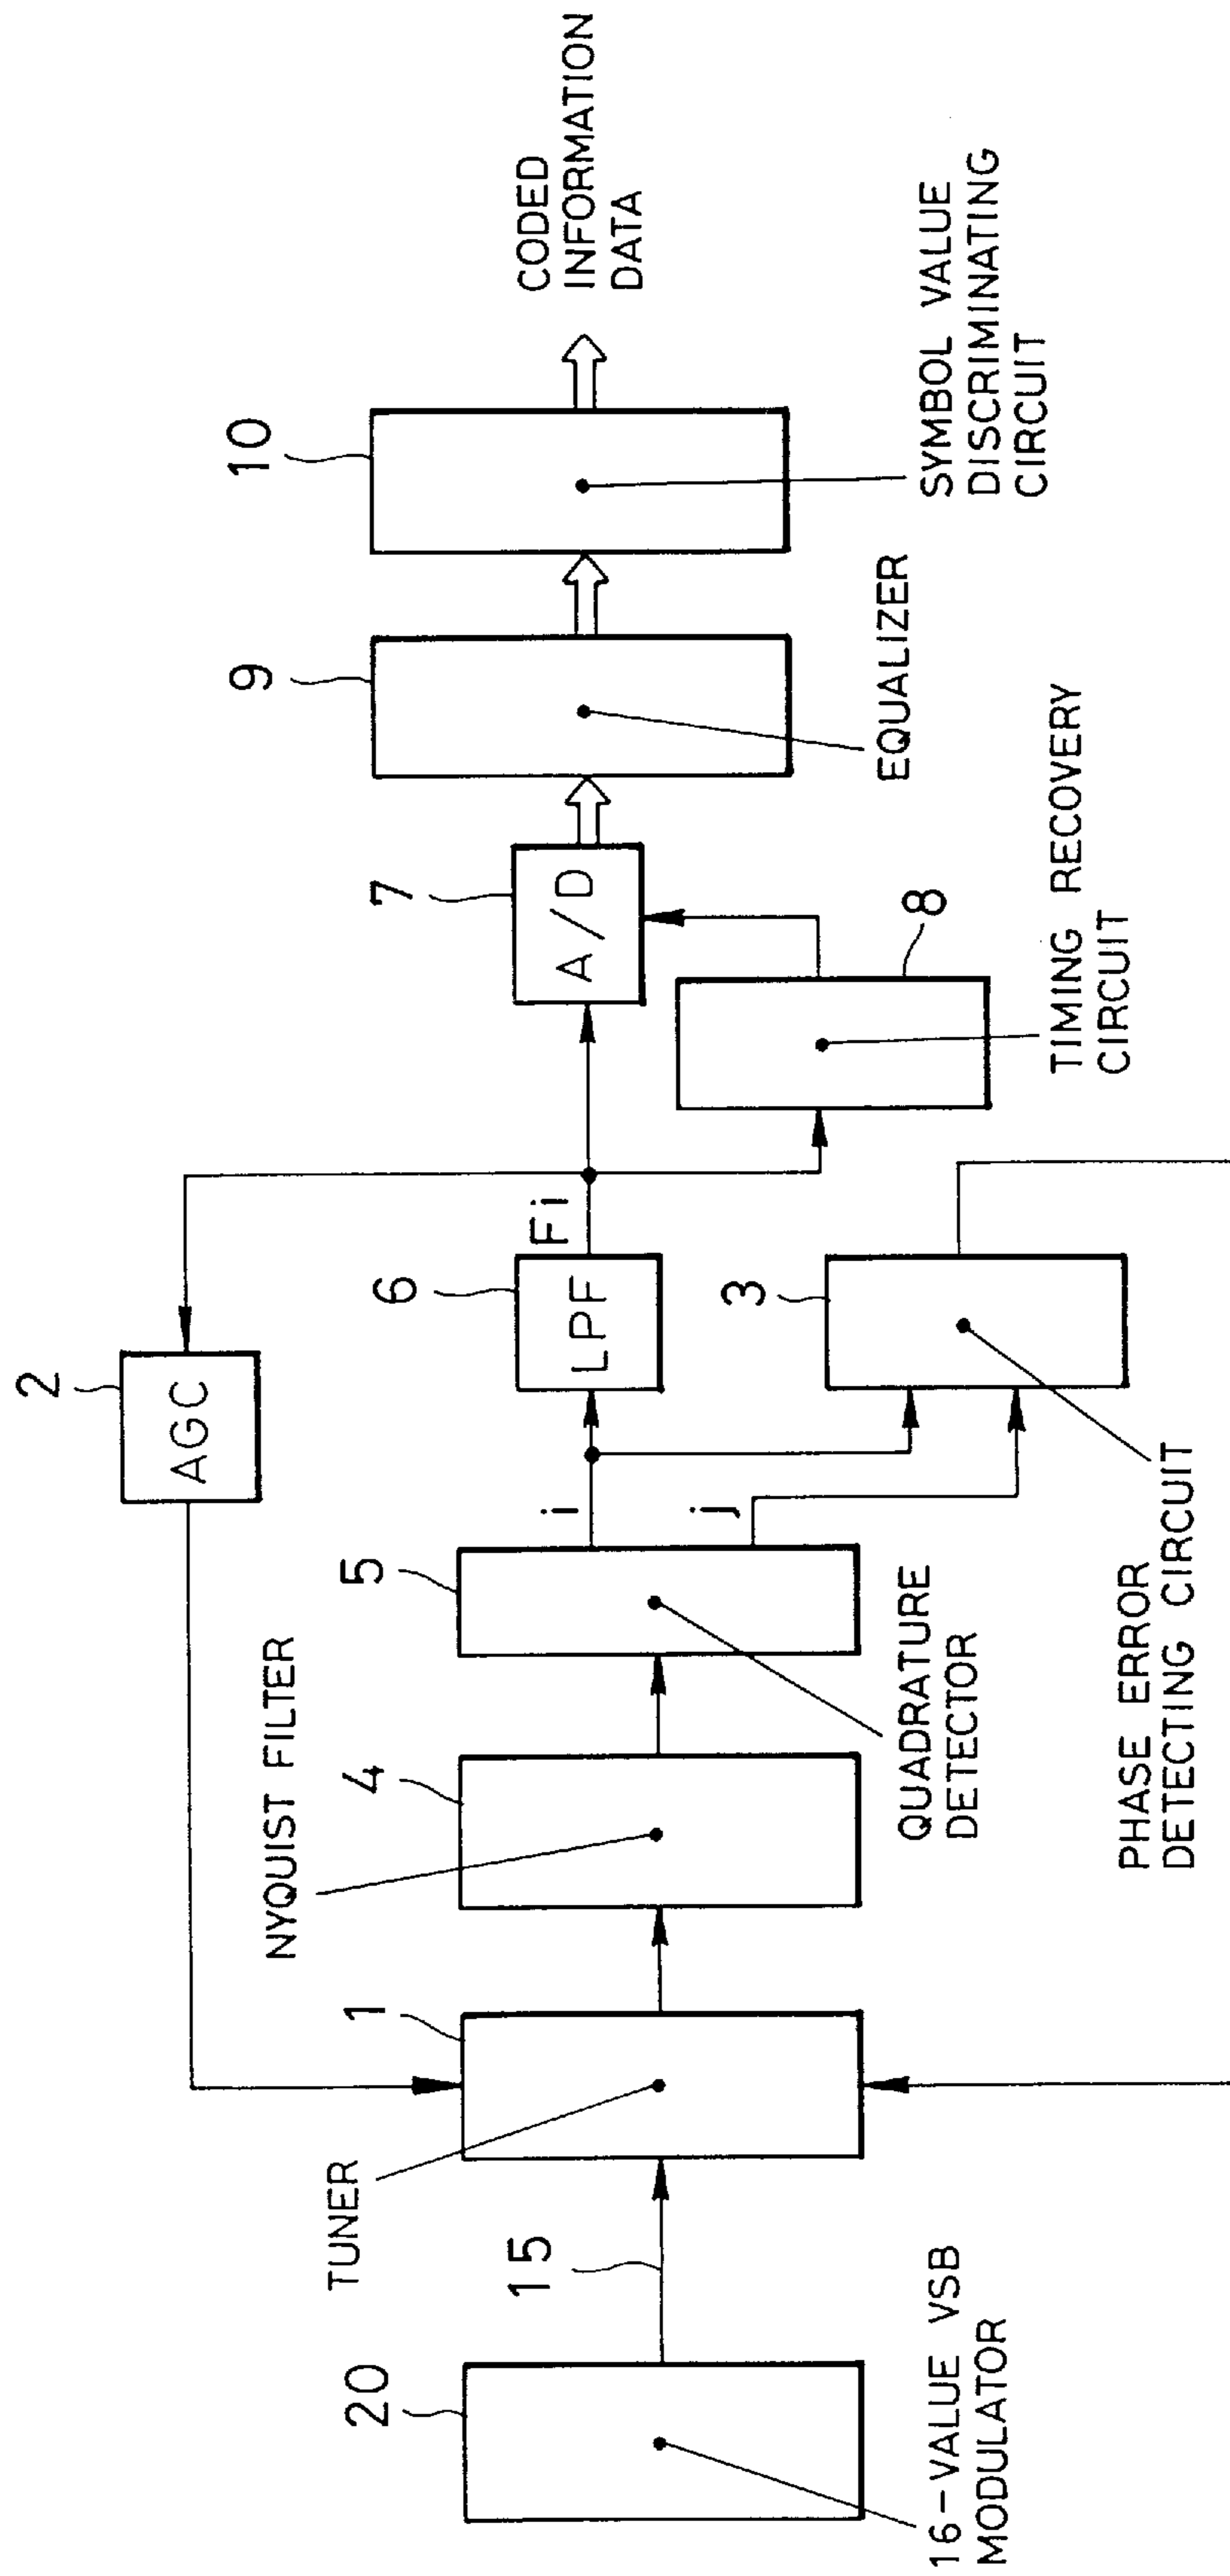 2
AGC
NYQUIST FILTER
TUNER
20
15
1
4
5
i
j
6
LPF
Fi
7
A/D
9
10
CODED
INFORMATION
DATA
3
8
16-VALUE VSB
MODULATOR
QUADRATURE
DETECTOR
PHASE ERROR
DETECTING CIRCUIT
TIMING RECOVERY
CIRCUIT
EQUALIZER
SYMBOL VALUE
DISCRIMINATING
CIRCUIT